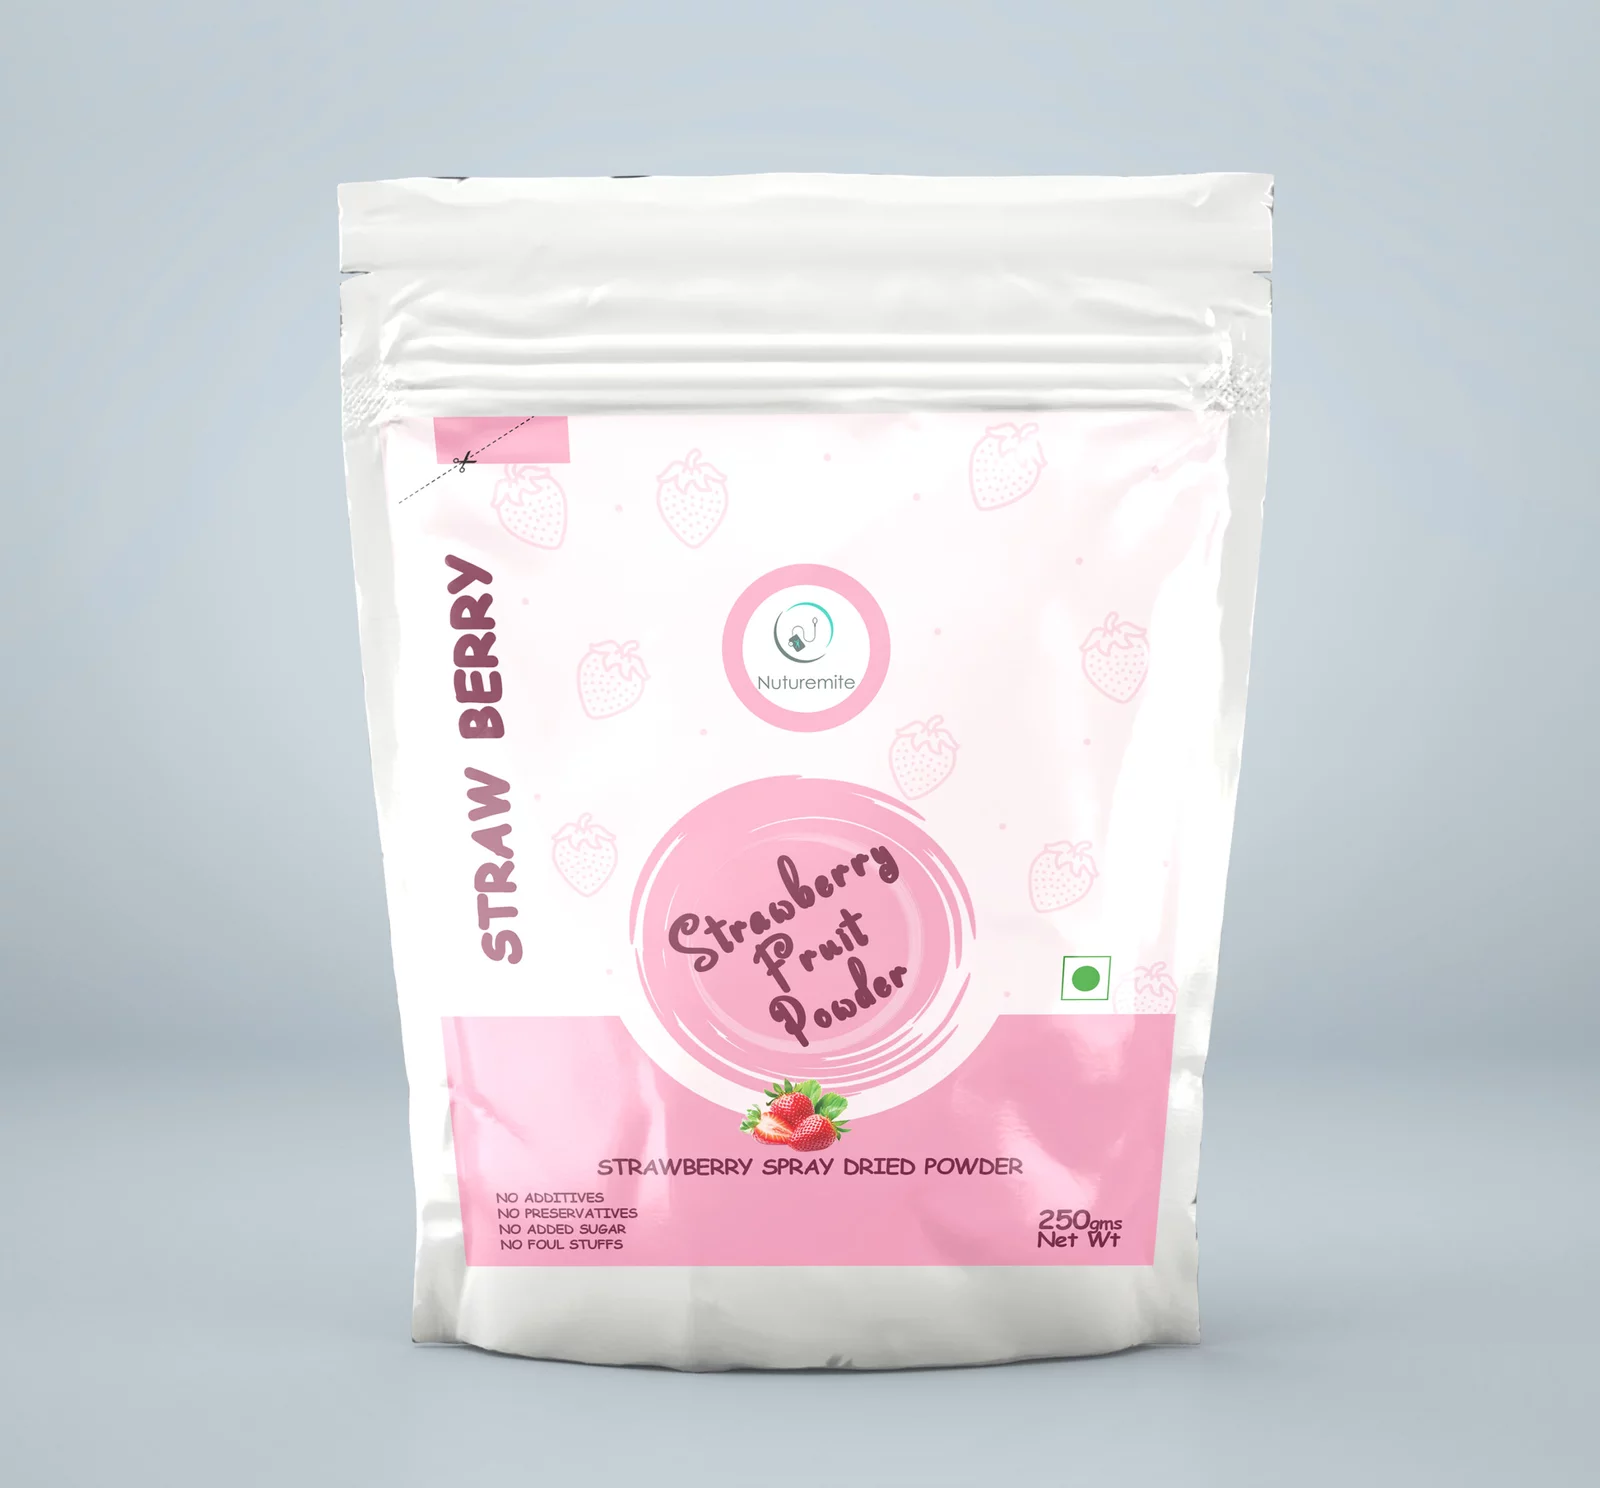 STRAW BERRY
Nuturemite
Strawberry
Fruit
Powder
STRAWBERRY SPRAY DRIED POWDER
NO ADDITIVES
NO PRESERVATIVES
NO ADDED SUGAR
NO FOUL STUFFS
250gms
Net Wt